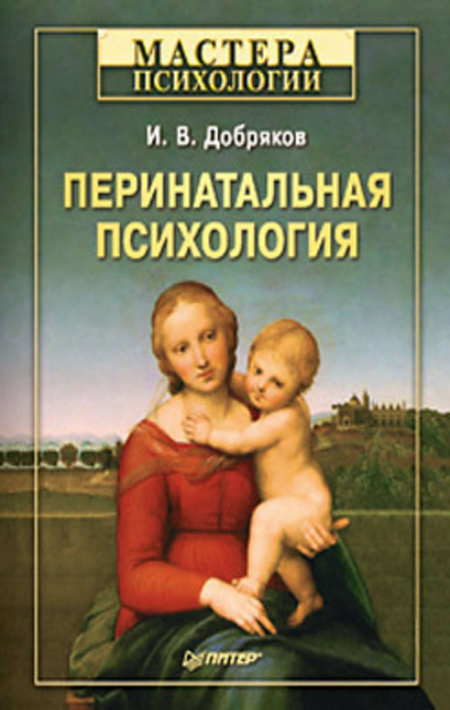 МАСТЕРА
ПСИХОЛОГИИ
И. В. Добряков
ПЕРИНАТАЛЬНАЯ
ПСИХОЛОГИЯ
ПИТЕР®